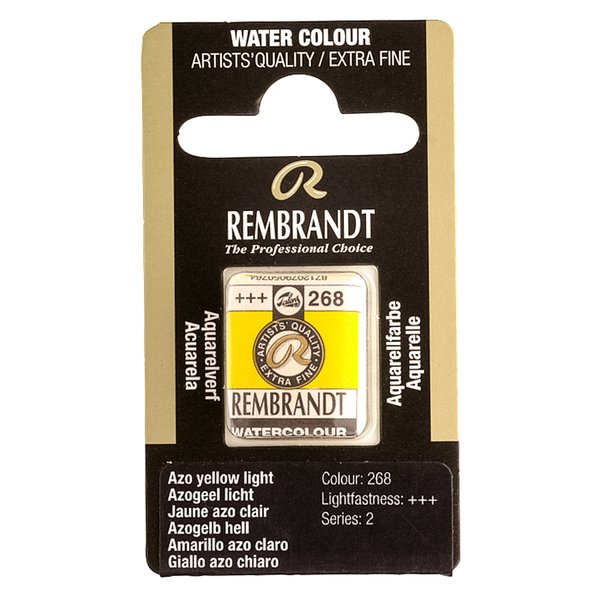 WATER COLOUR
ARTISTS' QUALITY / EXTRA FINE
R
REMBRANDT
The Professional Choice
8712079050764
+++ Talens 268
ARTISTS' QUALITY
R
EXTRA FINE
REMBRANDT
WATERCOLOUR
Aquarelverf
Acuarela
Aquarellfarbe
Aquarelle
Azo yellow light
Azogeel licht
Jaune azo clair
Azogelb hell
Amarillo azo claro
Giallo azo chiaro
Colour: 268
Lightfastness: +++
Series: 2